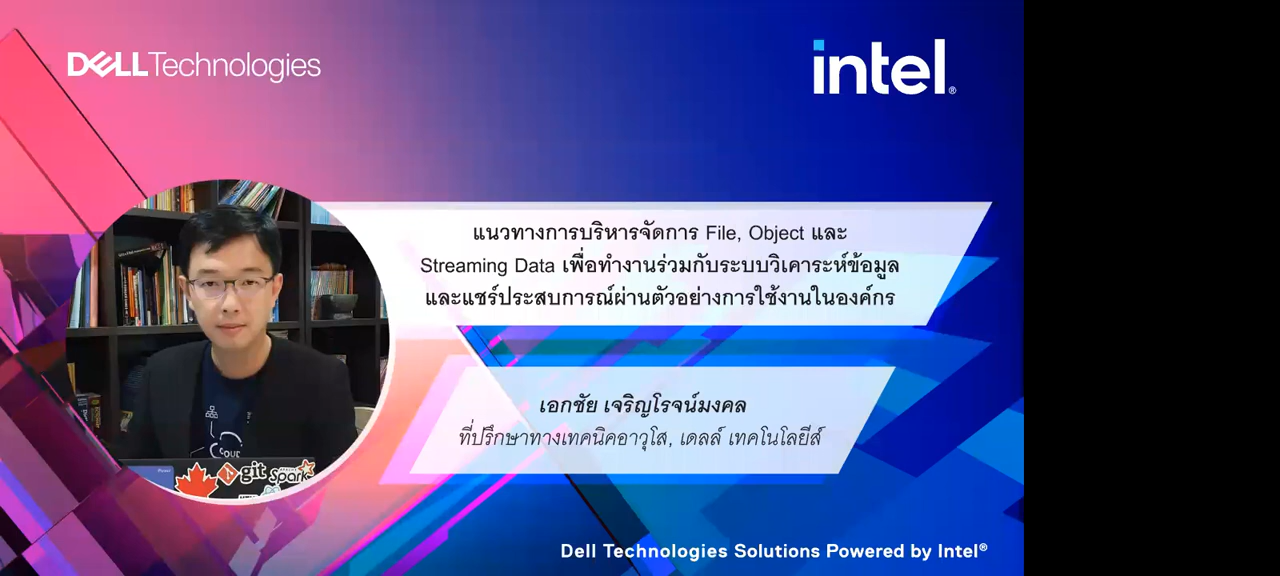 DELL Technologies
intel®
แนวทางการบริหารจัดการ File, Object และ
Streaming Data เพื่อทำงานร่วมกับระบบวิเคาระห์ข้อมูล
และแชร์ประสบการณ์ผ่านตัวอย่างการใช้งานในองค์กร
เอกชัย เจริญโรจน์มงคล
ที่ปรึกษาทางเทคนิคอาวุโส, เดลล์ เทคโนโลยีส์
git
APACHE
Spark
Dell Technologies Solutions Powered by Intel®